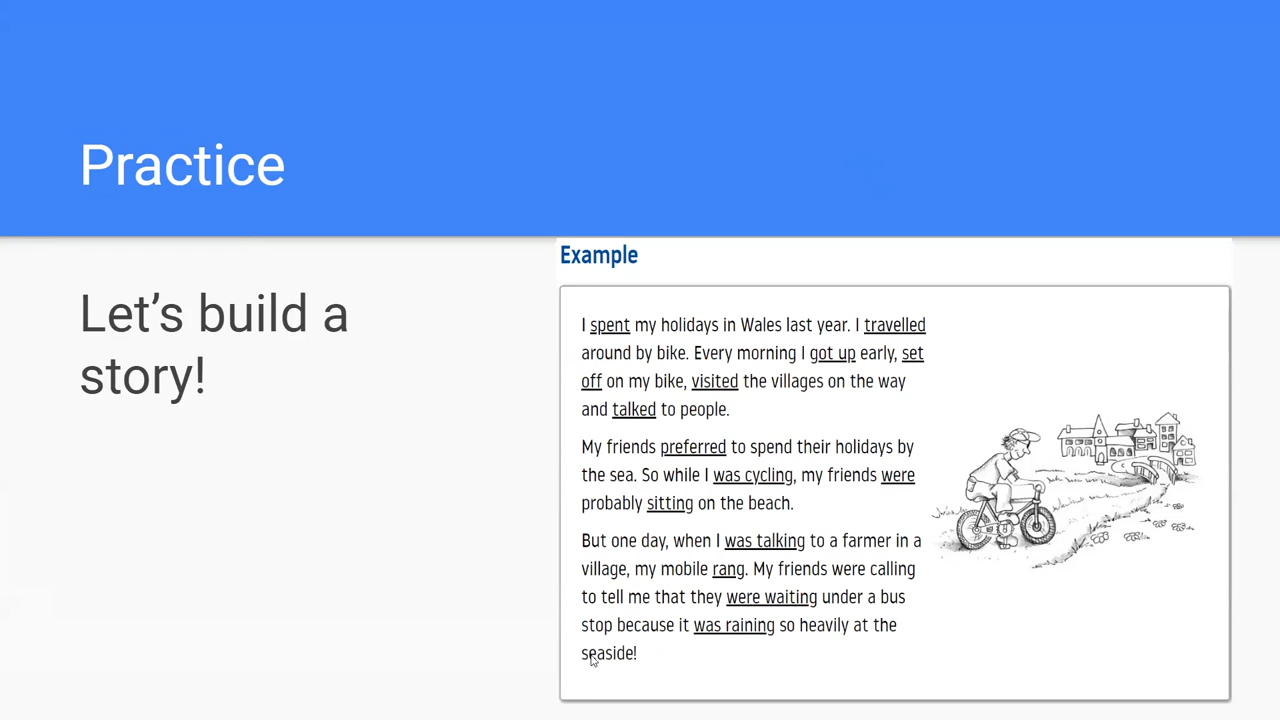 Practice
Let's build a
story!
Example
I spent my holidays in Wales last year. I travelled
around by bike. Every morning I got up early, set
off on my bike, visited the villages on the way
and talked to people.
My friends preferred to spend their holidays by
the sea. So while I was cycling, my friends were
probably sitting on the beach.
But one day, when I was talking to a farmer in a
village, my mobile rang. My friends were calling
to tell me that they were waiting under a bus
stop because it was raining so heavily at the
seaside!